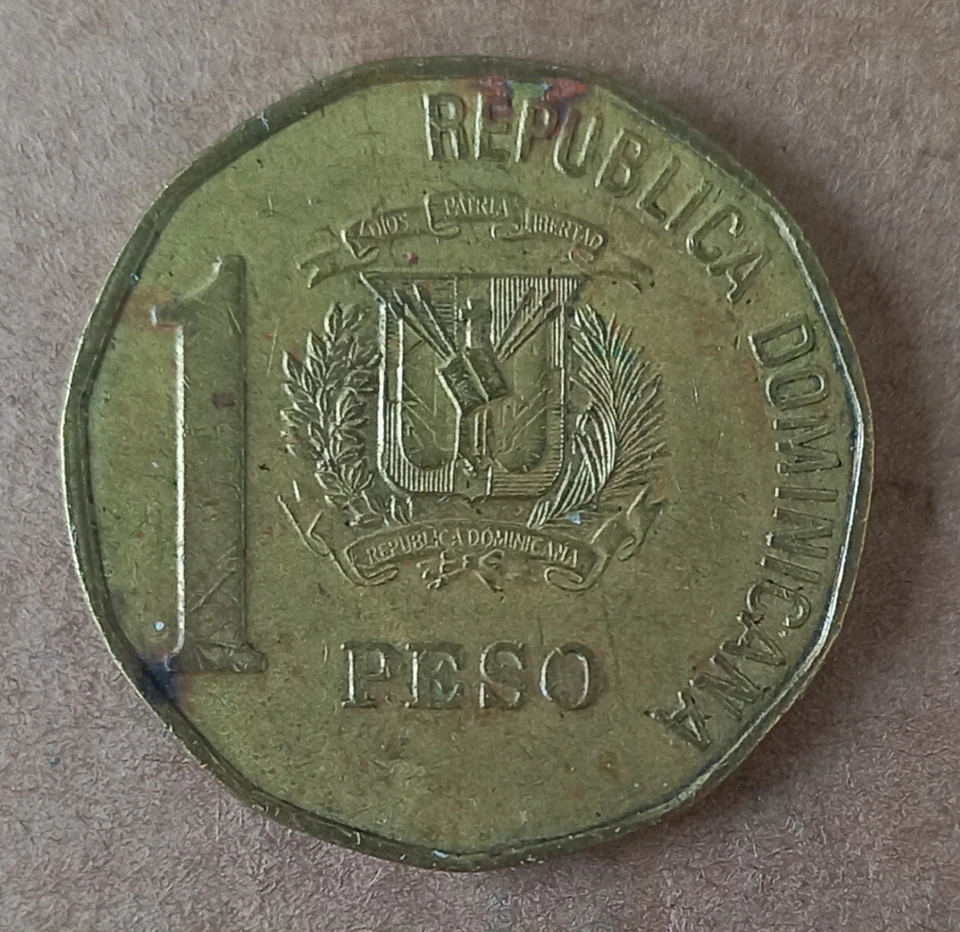 REPUBLICA DOMINICANA
DIOS PATRIA LIBERTAD
1
REPUBLICA DOMINICANA
PESO